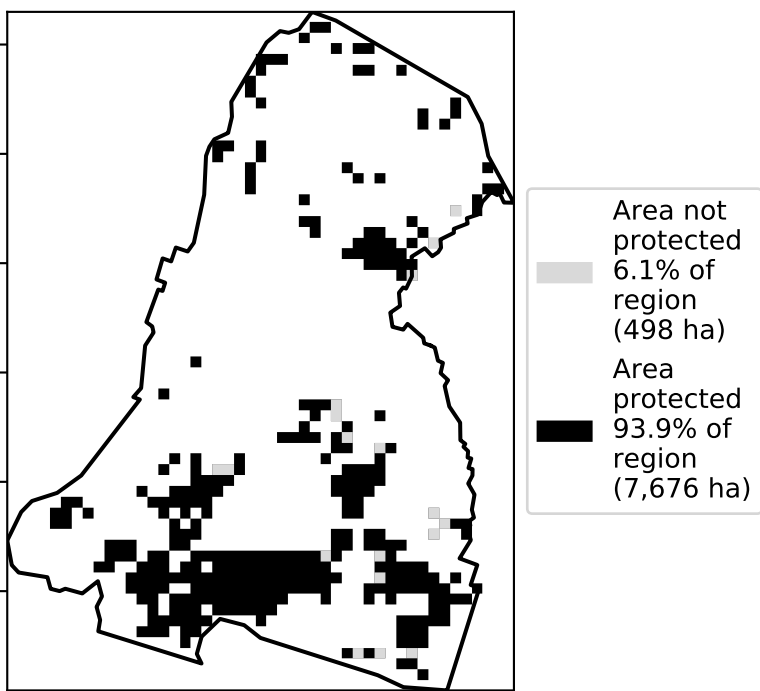 Area not
protected
6.1% of
region
(498 ha)
Area
protected
93.9% of
region
(7,676 ha)